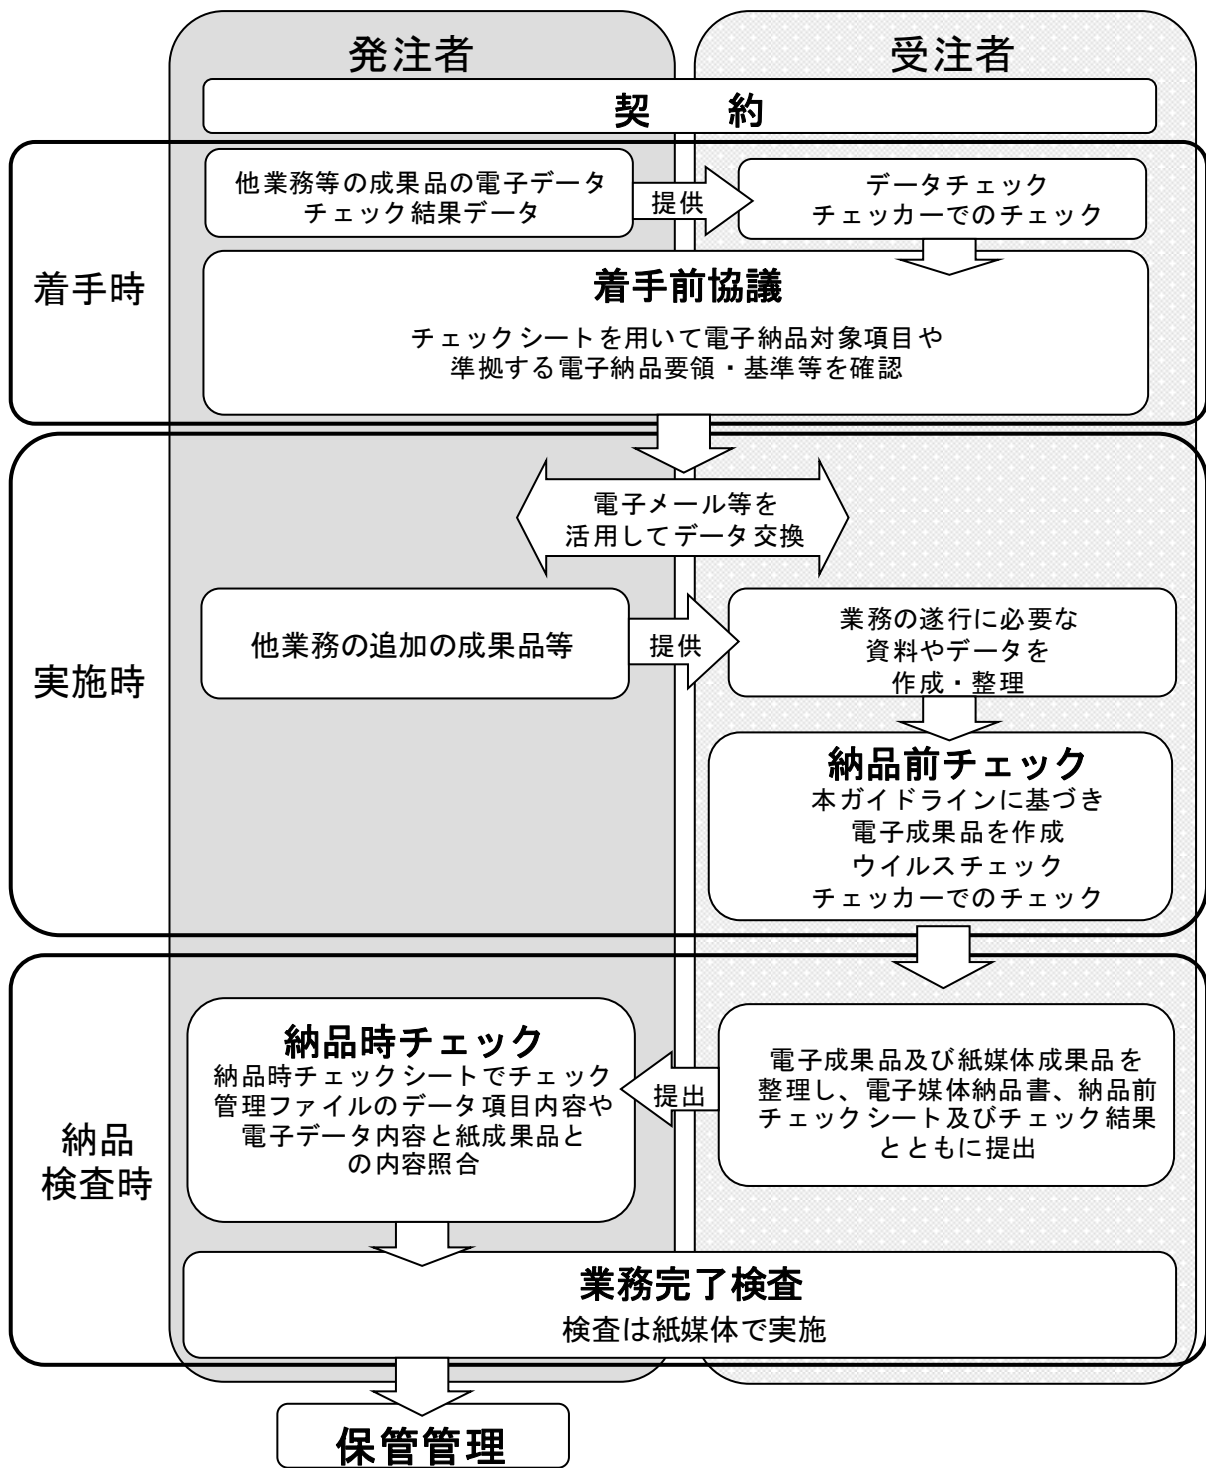 発注者
受注者
契　約
着手時
他業務等の成果品の電子データ
チェック結果データ
提供
データチェック
チェッカーでのチェック
着手前協議
チェックシートを用いて電子納品対象項目や
準拠する電子納品要領・基準等を確認
実施時
電子メール等を
活用してデータ交換
他業務の追加の成果品等
提供
業務の遂行に必要な
資料やデータを
作成・整理
納品前チェック
本ガイドラインに基づき
電子成果品を作成
ウイルスチェック
チェッカーでのチェック
納品
検査時
納品時チェック
納品時チェックシートでチェック
管理ファイルのデータ項目内容や
電子データ内容と紙成果品と
の内容照合
提出
電子成果品及び紙媒体成果品を
整理し、電子媒体納品書、納品前
チェックシート及びチェック結果
とともに提出
業務完了検査
検査は紙媒体で実施
保管管理